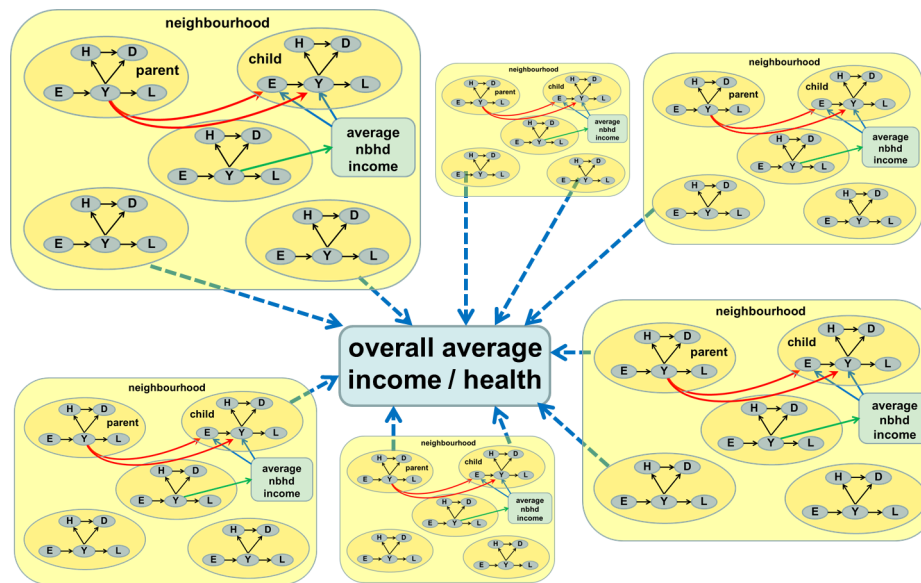 neighbourhood
H D
parent
E Y L
H D
child
E Y L
H D
E Y L
average
nbhd
income
H D
E Y L
H D
E Y L
neighbourhood
H D
parent
E Y L
H D
child
E Y L
H D
E Y L
average
nbhd
income
H D
E Y L
H D
E Y L
neighbourhood
H D
parent
E Y L
H D
child
E Y L
H D
E Y L
average
nbhd
income
H D
E Y L
H D
E Y L
overall average
income / health
neighbourhood
H D
parent
E Y L
H D
child
E Y L
H D
E Y L
average
nbhd
income
H D
E Y L
H D
E Y L
neighbourhood
H D
parent
E Y L
H D
child
E Y L
H D
E Y L
average
nbhd
income
H D
E Y L
H D
E Y L
neighbourhood
H D
parent
E Y L
H D
child
E Y L
H D
E Y L
average
nbhd
income
H D
E Y L
H D
E Y L